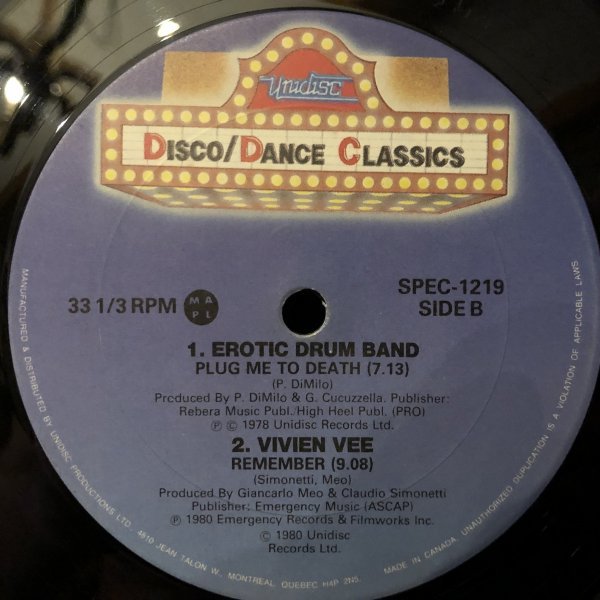 Unidisc
DISCO/DANCE CLASSICS
33 1/3 RPM
MA
PL
SPEC-1219
SIDE B
1. EROTIC DRUM BAND
PLUG ME TO DEATH (7.13)
(P. DiMilo)
Produced By P. DiMilo & G. Cucuzzella. Publisher:
Rebera Music Publ./High Heel Publ. (PRO)
℗ © 1978 Unidisc Records Ltd.
2. VIVIEN VEE
REMEMBER (9.08)
(Simonetti, Meo)
Produced By Giancarlo Meo & Claudio Simonetti
Publisher: Emergency Music (ASCAP)
℗ 1980 Emergency Records & Filmworks Inc.
© 1980 Unidisc
Records Ltd.
MANUFACTURED & DISTRIBUTED BY UNIDISC PRODUCTIONS LTD. 4810 JEAN TALON W., MONTREAL, QUEBEC H4P 2N5. MADE IN CANADA. UNAUTHORIZED DUPLICATION IS A VIOLATION OF APPLICABLE LAWS